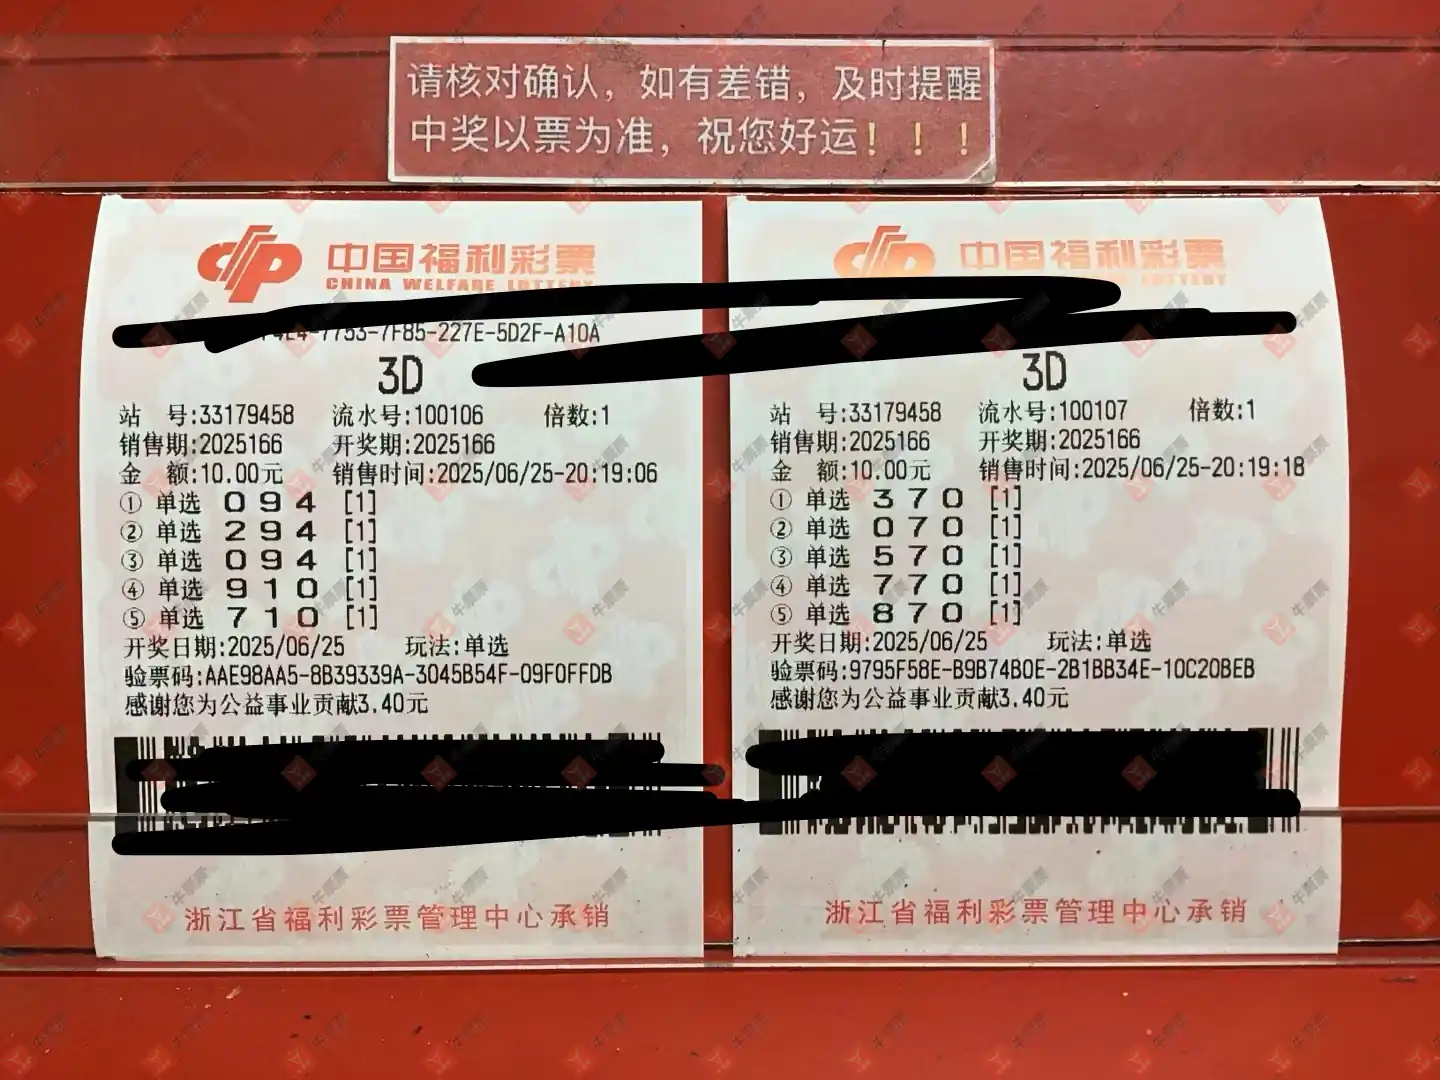 请核对确认，如有差错，及时提醒
中奖以票为准，祝您好运！！！
中国福利彩票
CHINA WELFARE LOTTERY
7753-7F85-227E-5D2F-A10A
3D
站 号:33179458 流水号:100106 倍数:1
销售期:2025166 开奖期:2025166
金 额:10.00元 销售时间:2025/06/25-20:19:06
① 单选 0 9 4 [1]
② 单选 2 9 4 [1]
③ 单选 0 9 4 [1]
④ 单选 9 1 0 [1]
⑤ 单选 7 1 0 [1]
开奖日期:2025/06/25 玩法:单选
验票码:AAE98AA5-8B39339A-3045B54F-09F0FFDB
感谢您为公益事业贡献3.40元
浙江省福利彩票管理中心承销
中国福利彩票
3D
站 号:33179458 流水号:100107 倍数:1
销售期:2025166 开奖期:2025166
金 额:10.00元 销售时间:2025/06/25-20:19:18
① 单选 3 7 0 [1]
② 单选 0 7 0 [1]
③ 单选 5 7 0 [1]
④ 单选 7 7 0 [1]
⑤ 单选 8 7 0 [1]
开奖日期:2025/06/25 玩法:单选
验票码:9795F58E-B9B74B0E-2B1BB34E-10C20BEB
感谢您为公益事业贡献3.40元
浙江省福利彩票管理中心承销